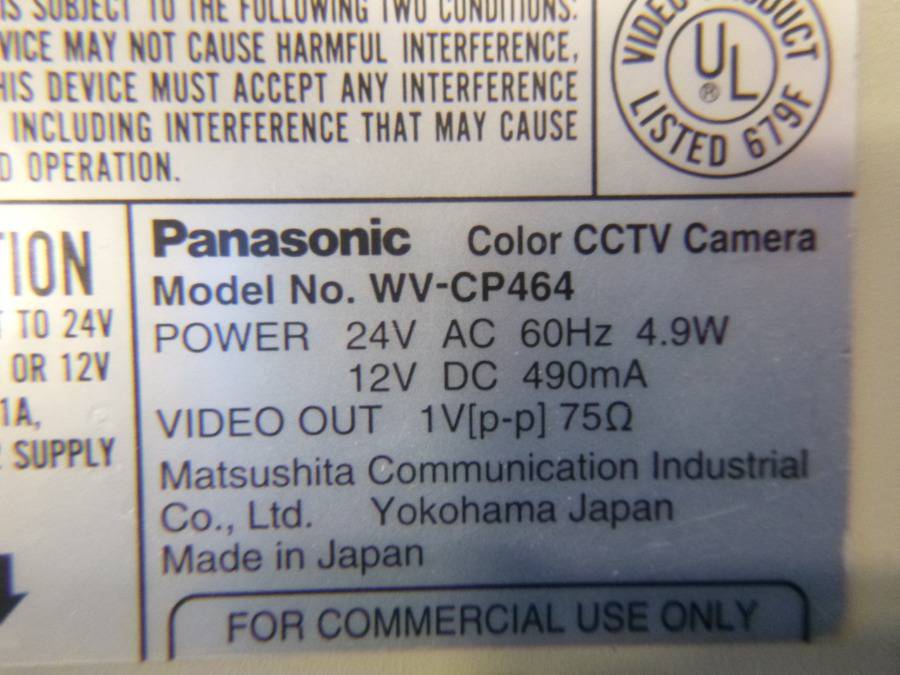 IS SUBJECT TO THE FOLLOWING TWO CONDITIONS:
VICE MAY NOT CAUSE HARMFUL INTERFERENCE,
HIS DEVICE MUST ACCEPT ANY INTERFERENCE
INCLUDING INTERFERENCE THAT MAY CAUSE
D OPERATION.
VIDEO PRODUCT
UL
®
LISTED 679F
TION
TO 24V
OR 12V
1A,
SUPPLY
Panasonic Color CCTV Camera
Model No. WV-CP464
POWER 24V AC 60Hz 4.9W
12V DC 490mA
VIDEO OUT 1V[p-p] 75Ω
Matsushita Communication Industrial
Co., Ltd. Yokohama Japan
Made in Japan
FOR COMMERCIAL USE ONLY